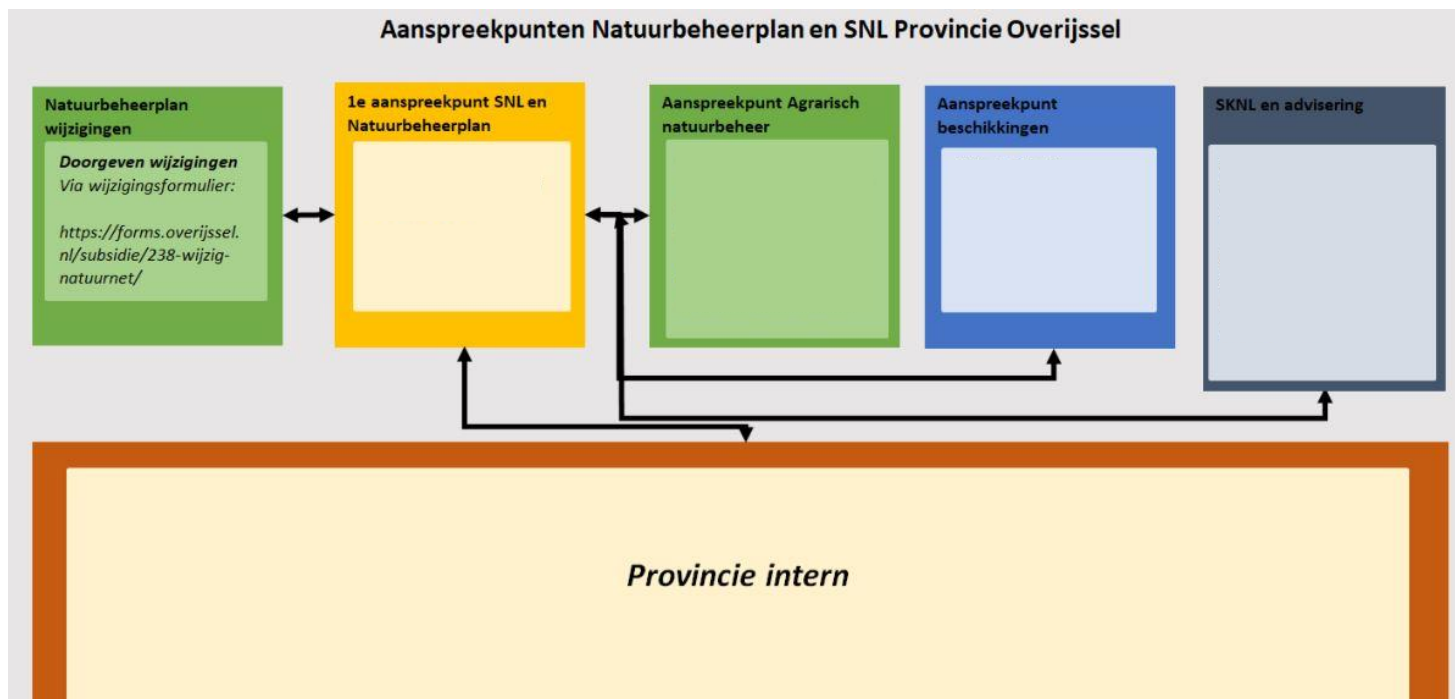 Aanspreekpunten Natuurbeheerplan en SNL Provincie Overijssel
Natuurbeheerplan
wijzigingen
Doorgeven wijzigingen
Via wijzigingsformulier:
https://forms.overijssel.
nl/subsidie/238-wijzig-
natuurnet/
1e aanspreekpunt SNL en
Natuurbeheerplan
Aanspreekpunt Agrarisch
natuurbeheer
Aanspreekpunt
beschikkingen
SKNL en advisering
Provincie intern